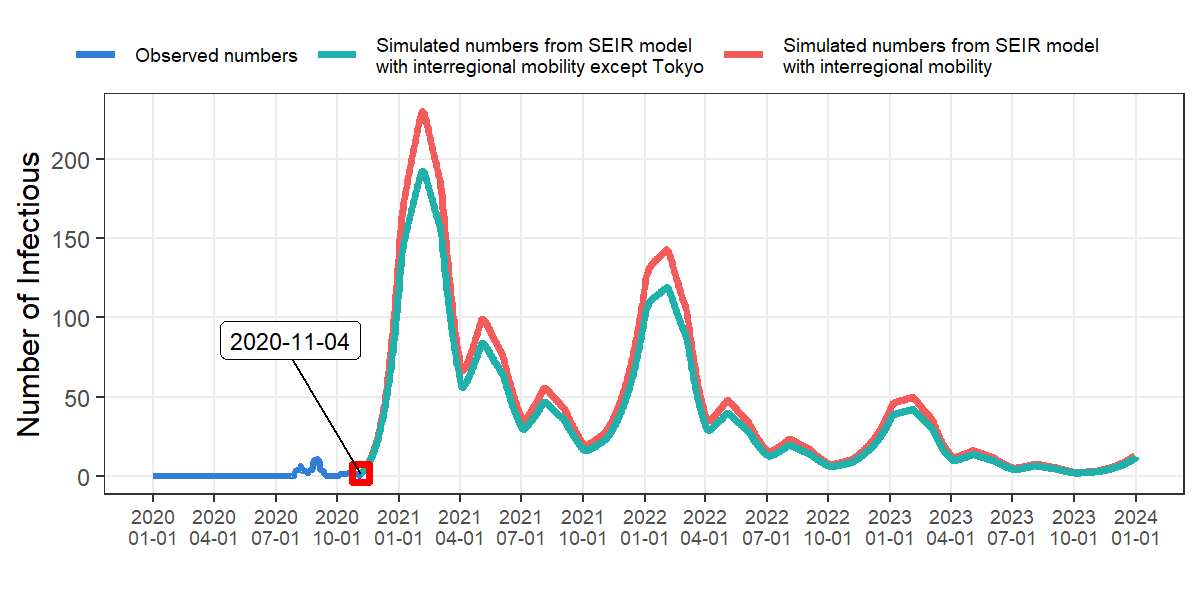 Observed numbers
Simulated numbers from SEIR model
with interregional mobility except Tokyo
Simulated numbers from SEIR model
with interregional mobility
Number of Infectious
200
150
100
50
0
2020-11-04
2020 2020 2020 2020 2021 2021 2021 2021 2022 2022 2022 2022 2023 2023 2023 2023 2024
01-01 04-01 07-01 10-01 01-01 04-01 07-01 10-01 01-01 04-01 07-01 10-01 01-01 04-01 07-01 10-01 01-01